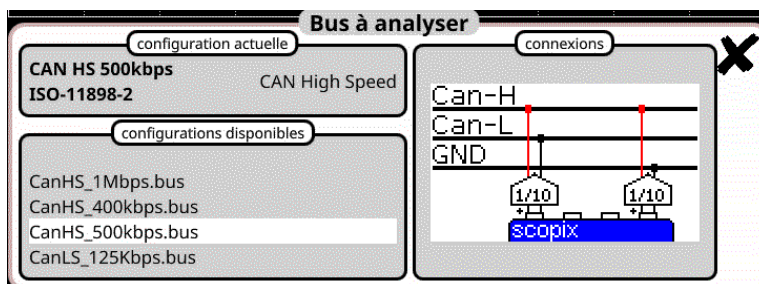 Bus à analyser
configuration actuelle
CAN HS 500kbps
ISO-11898-2
CAN High Speed
configurations disponibles
CanHS_1Mbps.bus
CanHS_400kbps.bus
CanHS_500kbps.bus
CanLS_125Kbps.bus
connexions
Can-H
Can-L
GND
1/10 1/10
+ +
scopix